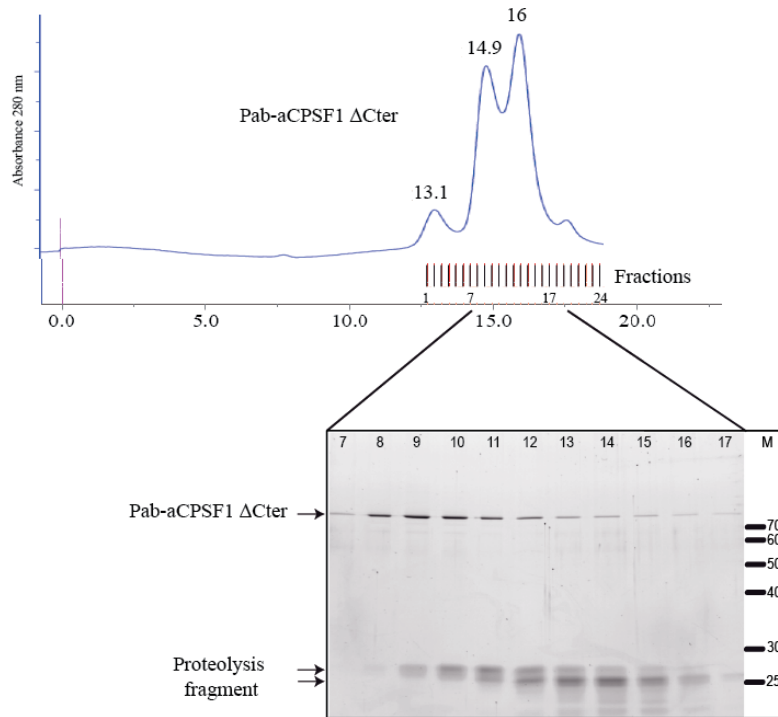 16
14.9
Pab-aCPSF1 ΔCter
Absorbance 280 nm
13.1
Fractions
1 7 17 24
0.0 5.0 10.0 15.0 20.0
7 8 9 10 11 12 13 14 15 16 17 M
Pab-aCPSF1 ΔCter
70
60
50
40
30
Proteolysis
fragment
25